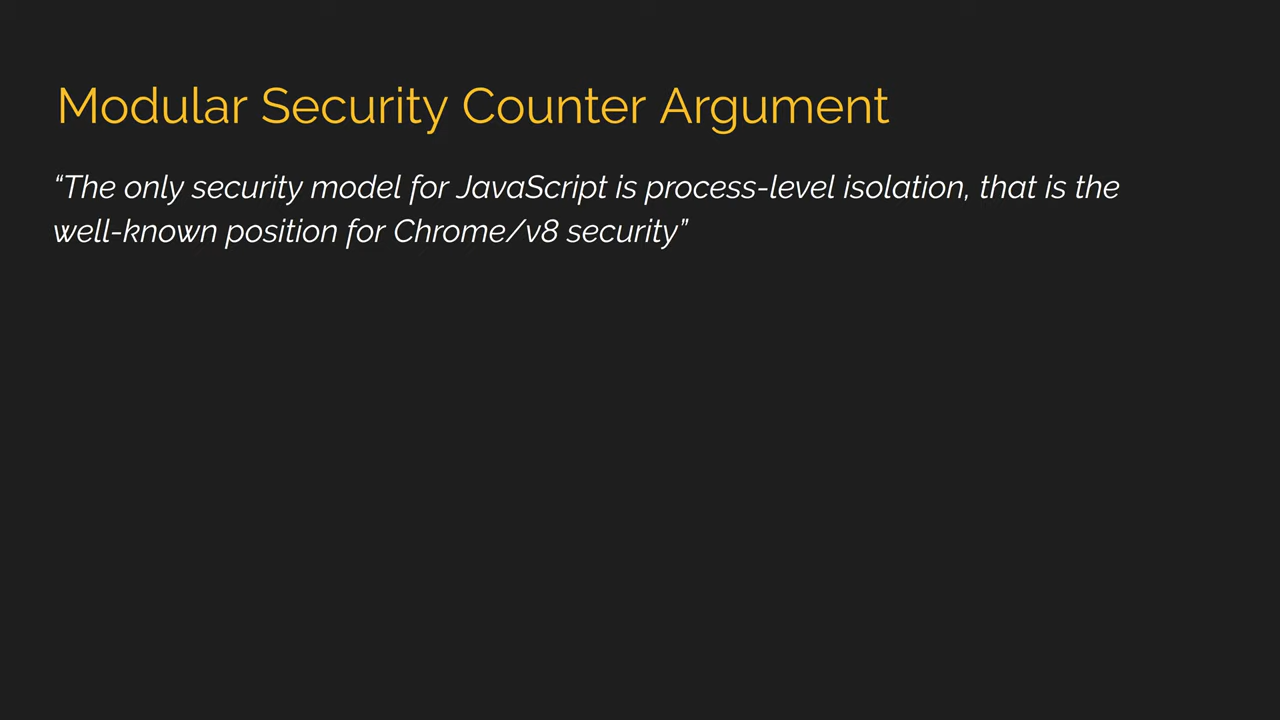 Modular Security Counter Argument
“The only security model for JavaScript is process-level isolation, that is the
well-known position for Chrome/v8 security”